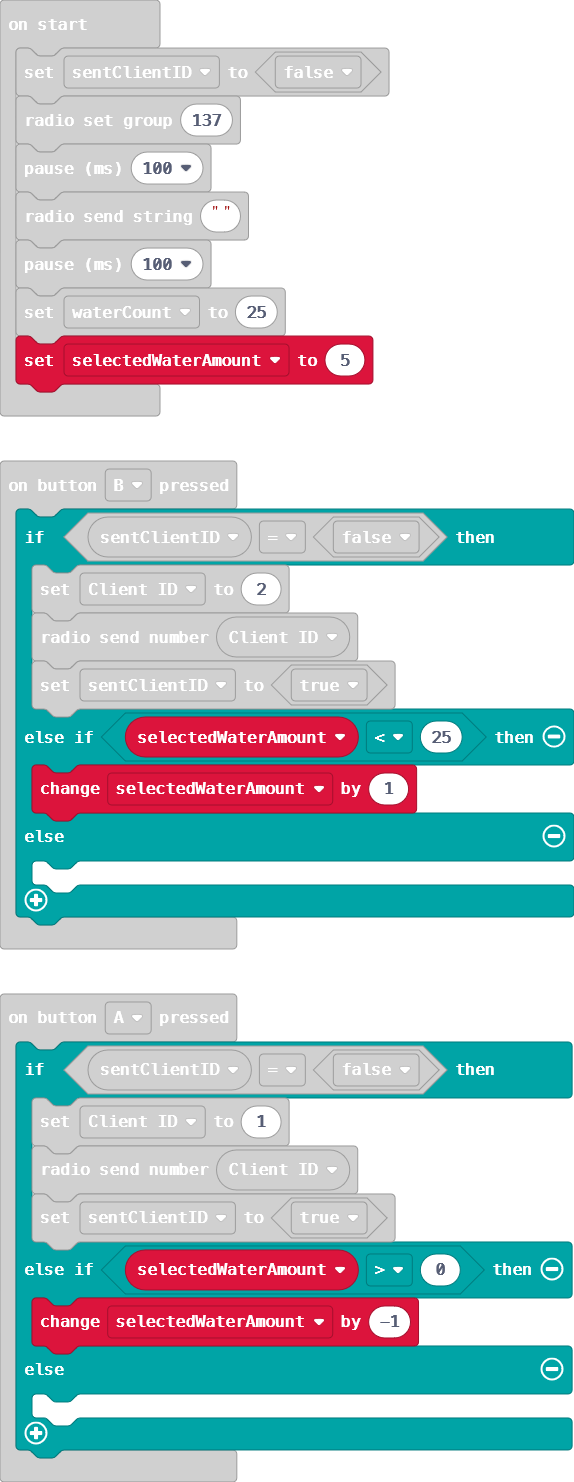 on start
set sentClientID to false
radio set group 137
pause (ms) 100
radio send string " "
pause (ms) 100
set waterCount to 25
set selectedWaterAmount to 5
on button B pressed
if sentClientID = false then
set Client ID to 2
radio send number Client ID
set sentClientID to true
else if selectedWaterAmount < 25 then
change selectedWaterAmount by 1
else
on button A pressed
if sentClientID = false then
set Client ID to 1
radio send number Client ID
set sentClientID to true
else if selectedWaterAmount > 0 then
change selectedWaterAmount by −1
else